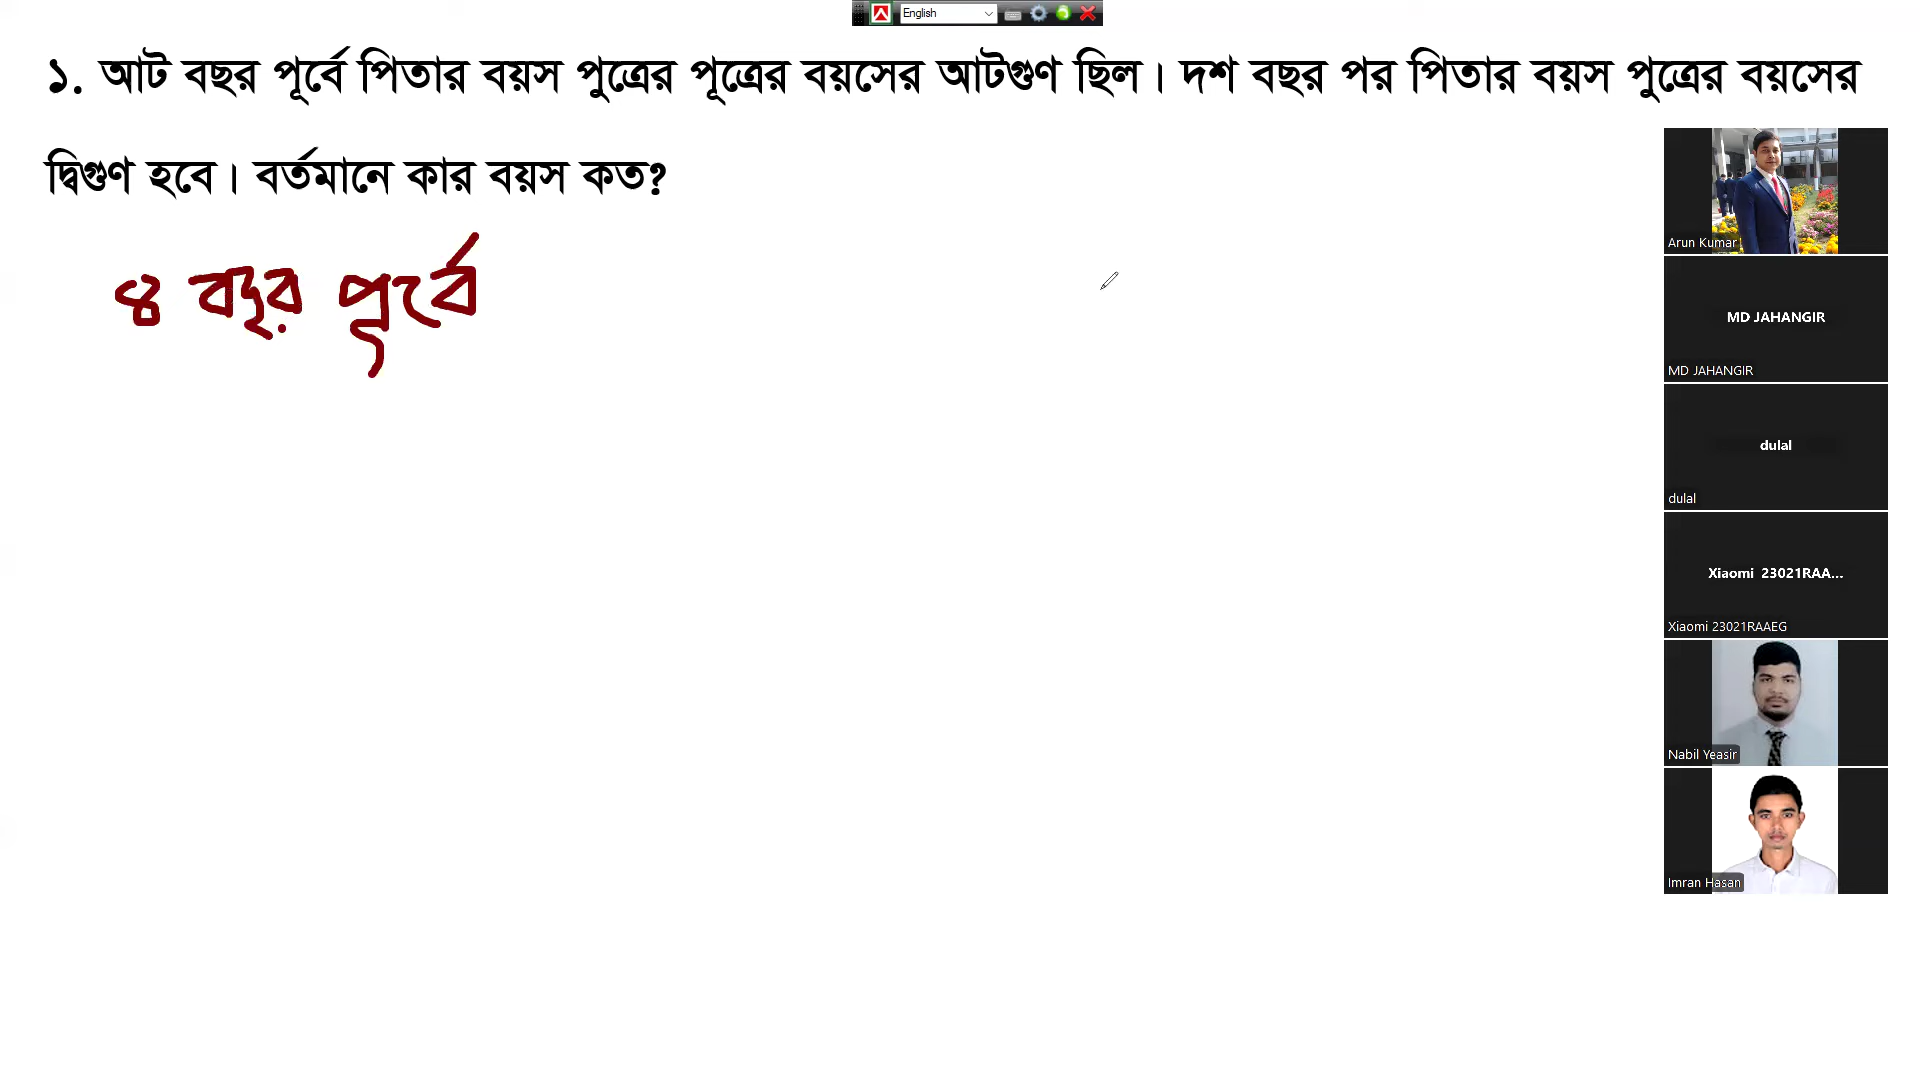 English
১. আট বছর পূর্বে পিতার বয়স পুত্রের পূত্রের বয়সের আটগুণ ছিল। দশ বছর পর পিতার বয়স পুত্রের বয়সের
দ্বিগুণ হবে। বর্তমানে কার বয়স কত?
৪ বছর পূর্বে
Arun Kumar
MD JAHANGIR
MD JAHANGIR
dulal
dulal
Xiaomi 23021RAA...
Xiaomi 23021RAAEG
Nabil Yeasir
Imran Hasan